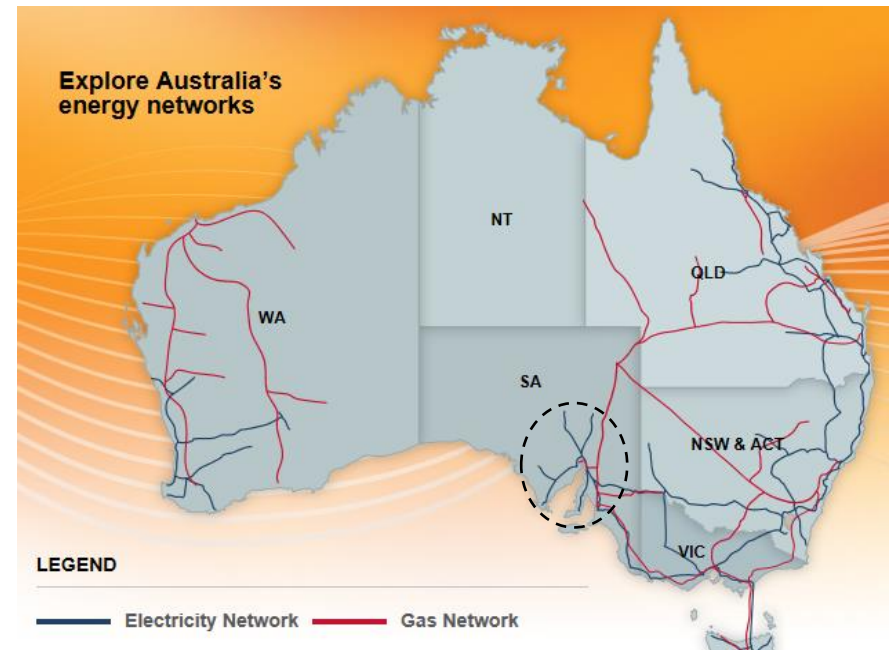 Explore Australia's
energy networks
NT
QLD
WA
SA
NSW & ACT
VIC
LEGEND
Electricity Network
Gas Network